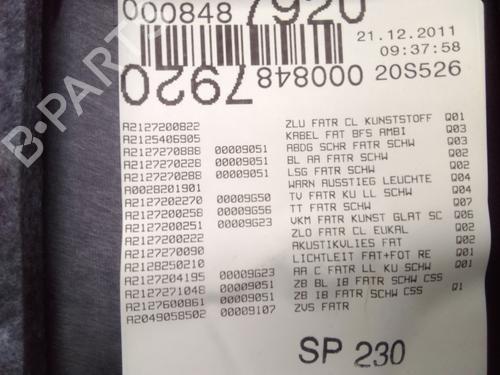 0008487920
21.12.2011
09:37:58
0008487920
20S526
A2127200822 ZLU FATR CL KUNSTSTOFF Q01
A2125406905 KABEL FAT BFS AMBI Q03
A2127270888 00009051 ABDG SCHR FATR SCHW Q03
A2127270228 00009051 BL AA FATR SCHW Q02
A2127270288 00009051 LSG FATR SCHW Q02
A0028201901 WARN AUSSTIEG LEUCHTE Q04
A2127202270 00009G50 TV FATR KU LL SCHW Q04
A2127200258 00009G56 TT FATR SCHW Q04
A2127200251 00009G23 VKM FATR KUNST GLAT SC Q06
A2127200222 ZLO FATR CL EUKAL Q02
A2127270090 AKUSTIKVLIES FAT Q02
A2128250210 LICHTLEIT FAT+FOT RE Q01
A2127204195 00009G23 AA C FATR LL KU SCHW Q01
A2127271048 00009051 ZB BL IB FATR SCHW CSS
A2127600861 00009051 ZB IB FATR SCHW CSS Q1
A2049058502 00009107 ZVS FATR
SP 230
B-PARTS